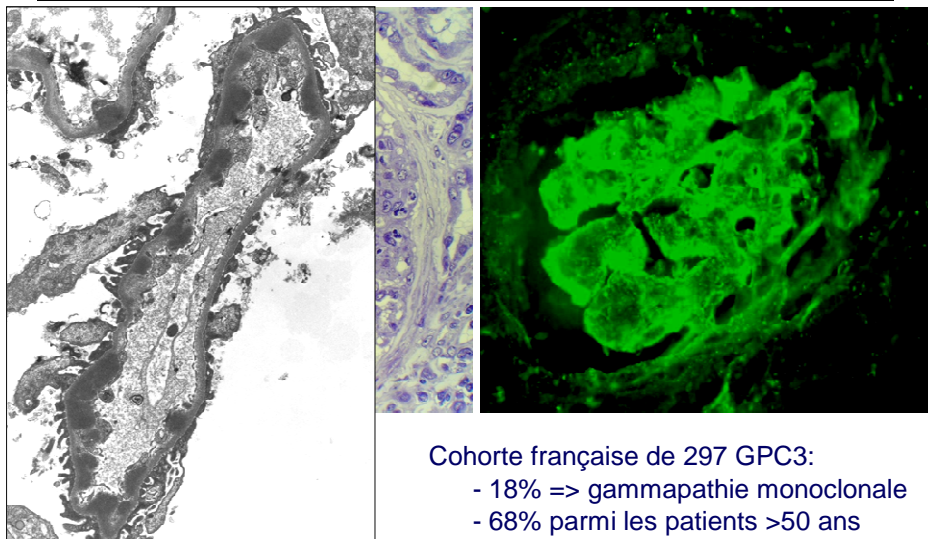 Cohorte française de 297 GPC3:
- 18% => gammapathie monoclonale
- 68% parmi les patients >50 ans